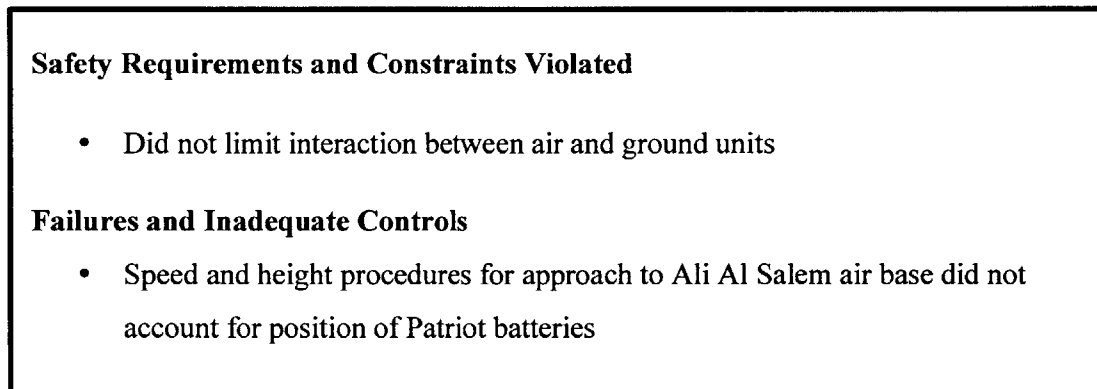 Safety Requirements and Constraints Violated
• Did not limit interaction between air and ground units
Failures and Inadequate Controls
• Speed and height procedures for approach to Ali Al Salem air base did not
account for position of Patriot batteries